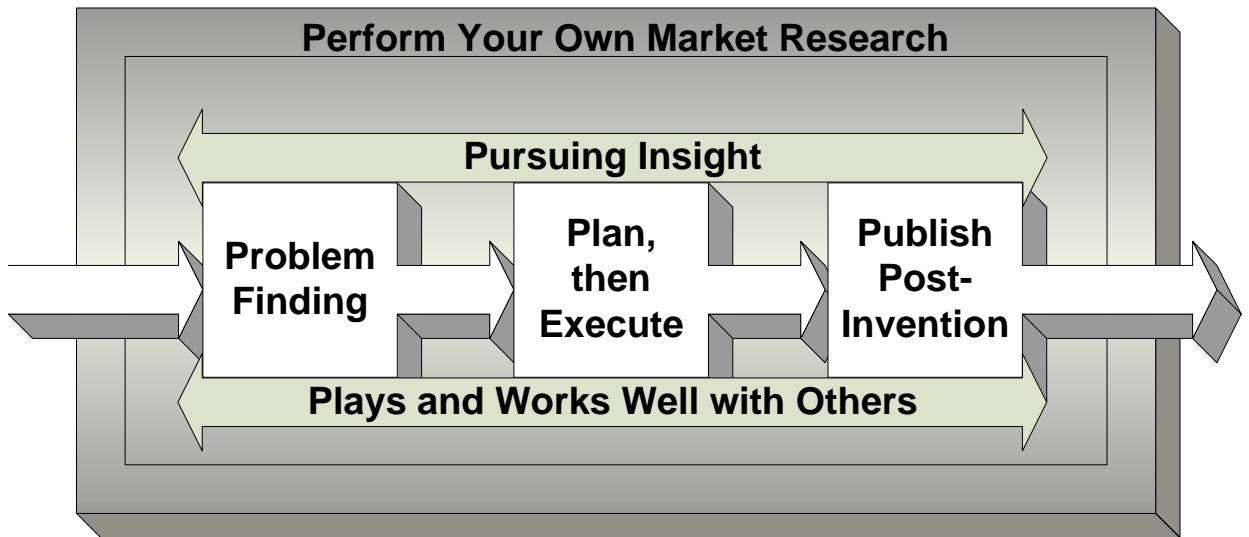 Perform Your Own Market Research
Pursuing Insight
Problem
Finding
Plan,
then
Execute
Publish
Post-
Invention
Plays and Works Well with Others